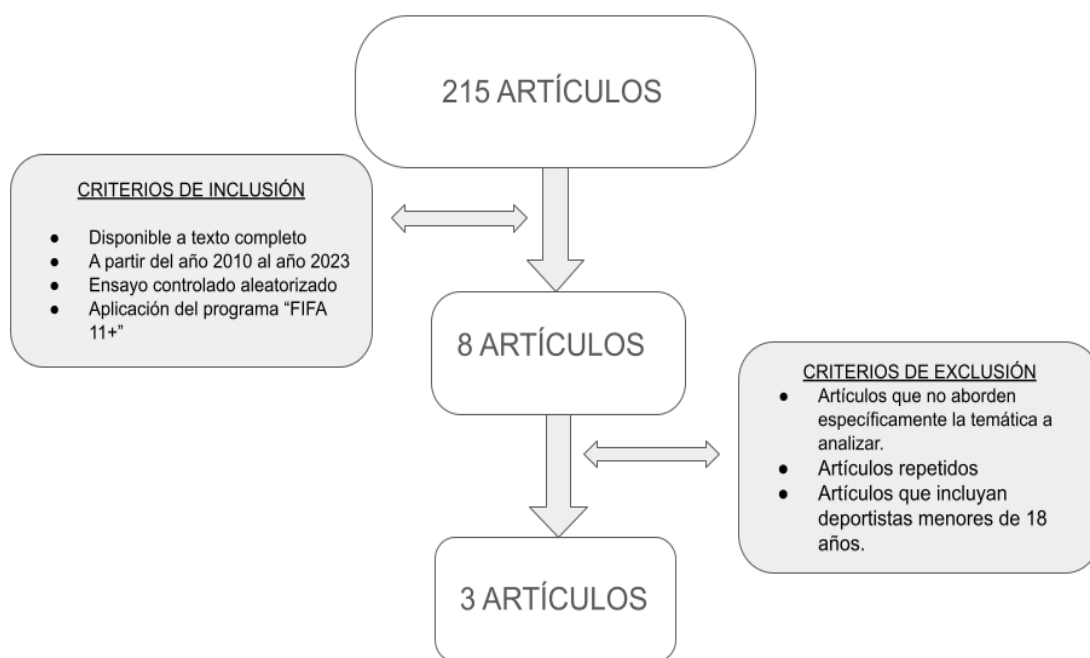 215 ARTÍCULOS
CRITERIOS DE INCLUSIÓN
● Disponible a texto completo
● A partir del año 2010 al año 2023
● Ensayo controlado aleatorizado
● Aplicación del programa “FIFA
11+”
8 ARTÍCULOS
CRITERIOS DE EXCLUSIÓN
● Artículos que no aborden
específicamente la temática a
analizar.
● Artículos repetidos
● Artículos que incluyan
deportistas menores de 18
años.
3 ARTÍCULOS